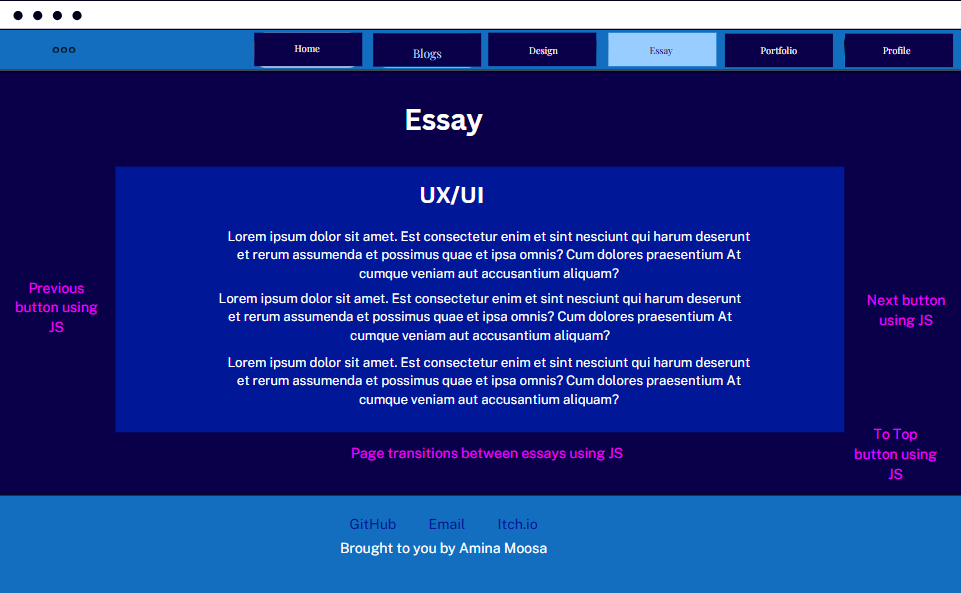 Home
Blogs
Design
Essay
Portfolio
Profile
Essay
UX/UI
Lorem ipsum dolor sit amet. Est consectetur enim et sint nesciunt qui harum deserunt
et rerum assumenda et possimus quae et ipsa omnis? Cum dolores praesentium At
cumque veniam aut accusantium aliquam?
Lorem ipsum dolor sit amet. Est consectetur enim et sint nesciunt qui harum deserunt
et rerum assumenda et possimus quae et ipsa omnis? Cum dolores praesentium At
cumque veniam aut accusantium aliquam?
Lorem ipsum dolor sit amet. Est consectetur enim et sint nesciunt qui harum deserunt
et rerum assumenda et possimus quae et ipsa omnis? Cum dolores praesentium At
cumque veniam aut accusantium aliquam?
Previous
button using
JS
Next button
using JS
Page transitions between essays using JS
To Top
button using
JS
GitHub Email Itch.io
Brought to you by Amina Moosa